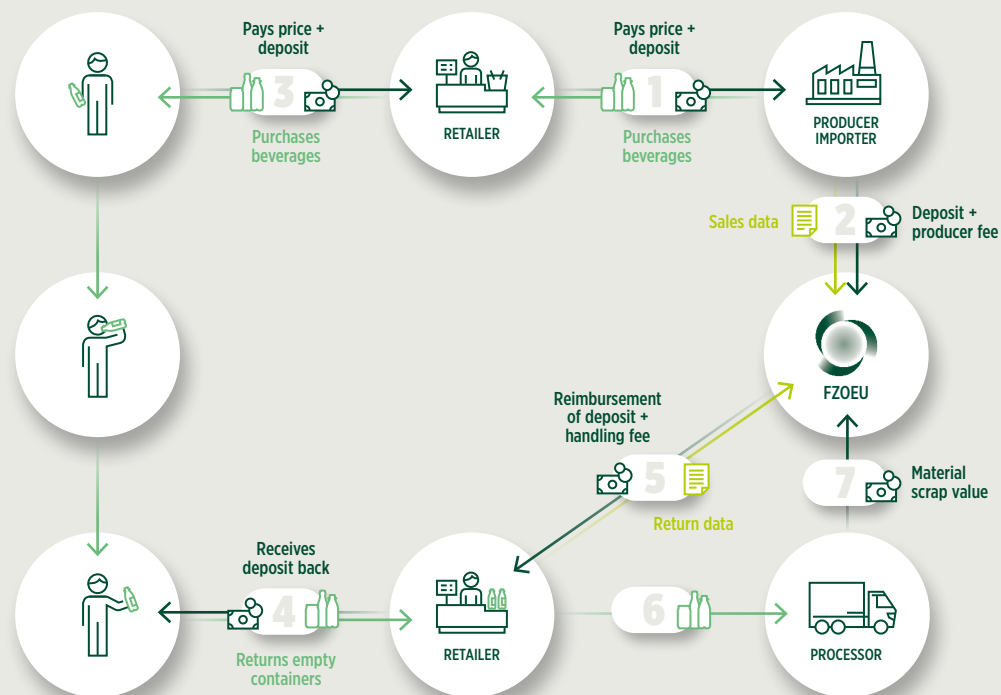 Pays price +
deposit
3
Purchases
beverages
RETAILER
Pays price +
deposit
1
Purchases
beverages
PRODUCER
IMPORTER
Sales data
2
Deposit +
producer fee
FZOEU
Reimbursement
of deposit +
handling fee
5
Return data
7
Material
scrap value
Receives
deposit back
4
Returns empty
containers
RETAILER
6
PROCESSOR